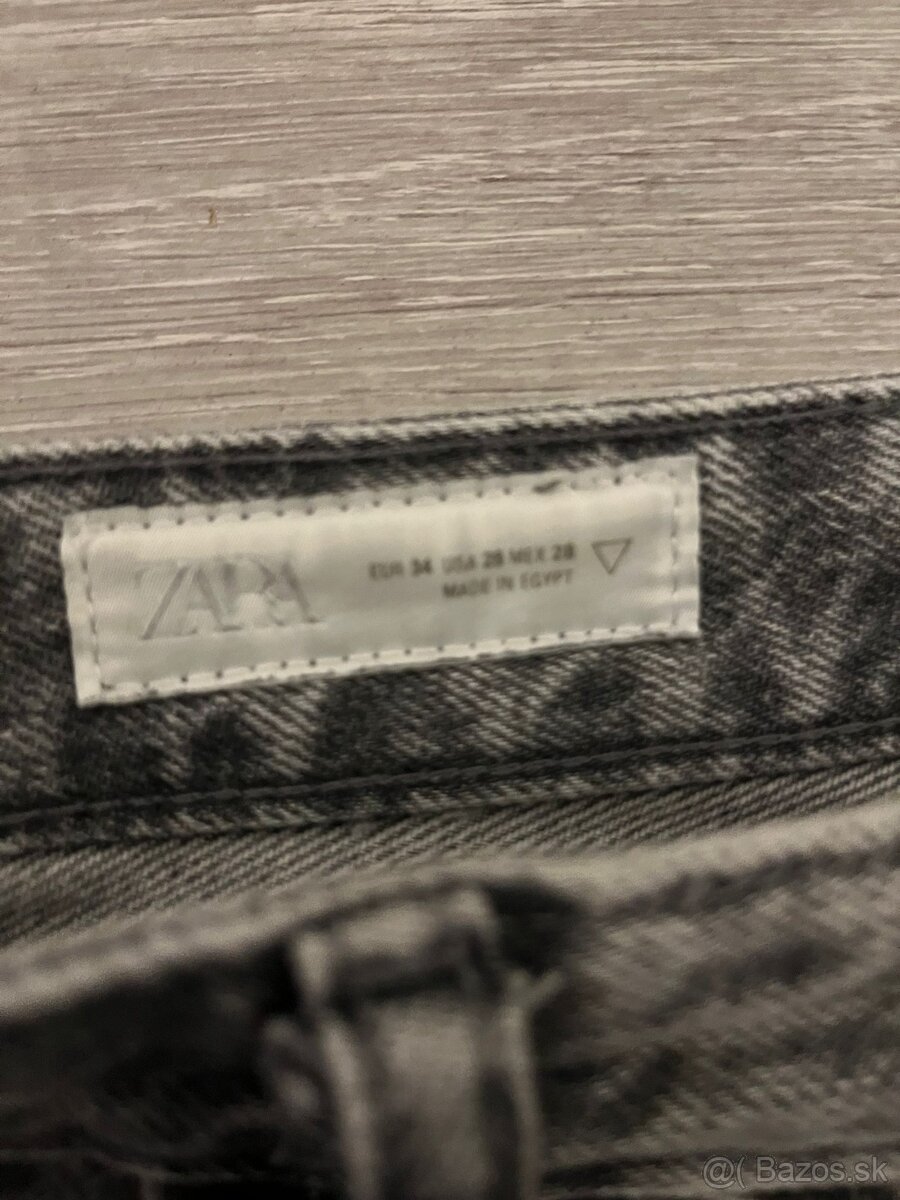 ZARA
EUR 34 USA 28 MEX 28
MADE IN EGYPT
@( Bazos.sk